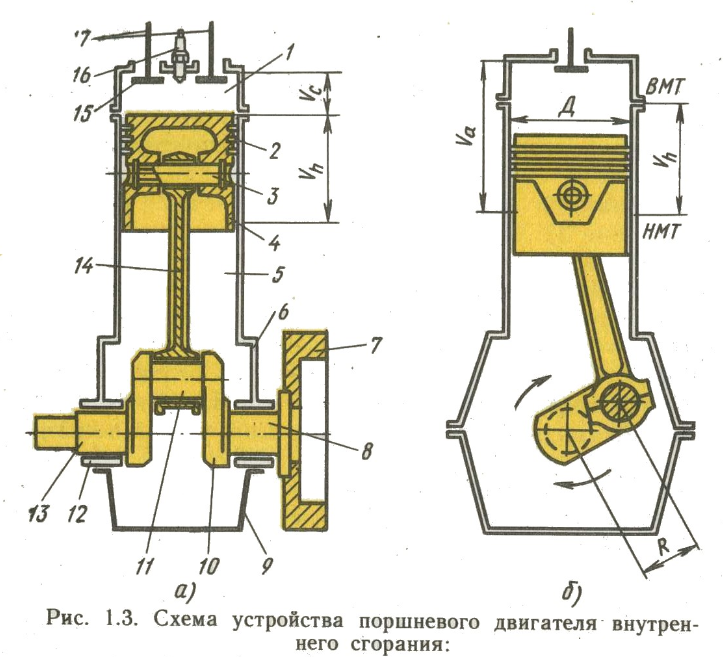 17
16
1
15
Vc
2
Vh
3
4
14
5
6
7
8
13
12
11
10
9
а)
ВМТ
Д
Va
Vh
НМТ
R
б)
Рис. 1.3. Схема устройства поршневого двигателя внутрен-
него сгорания: